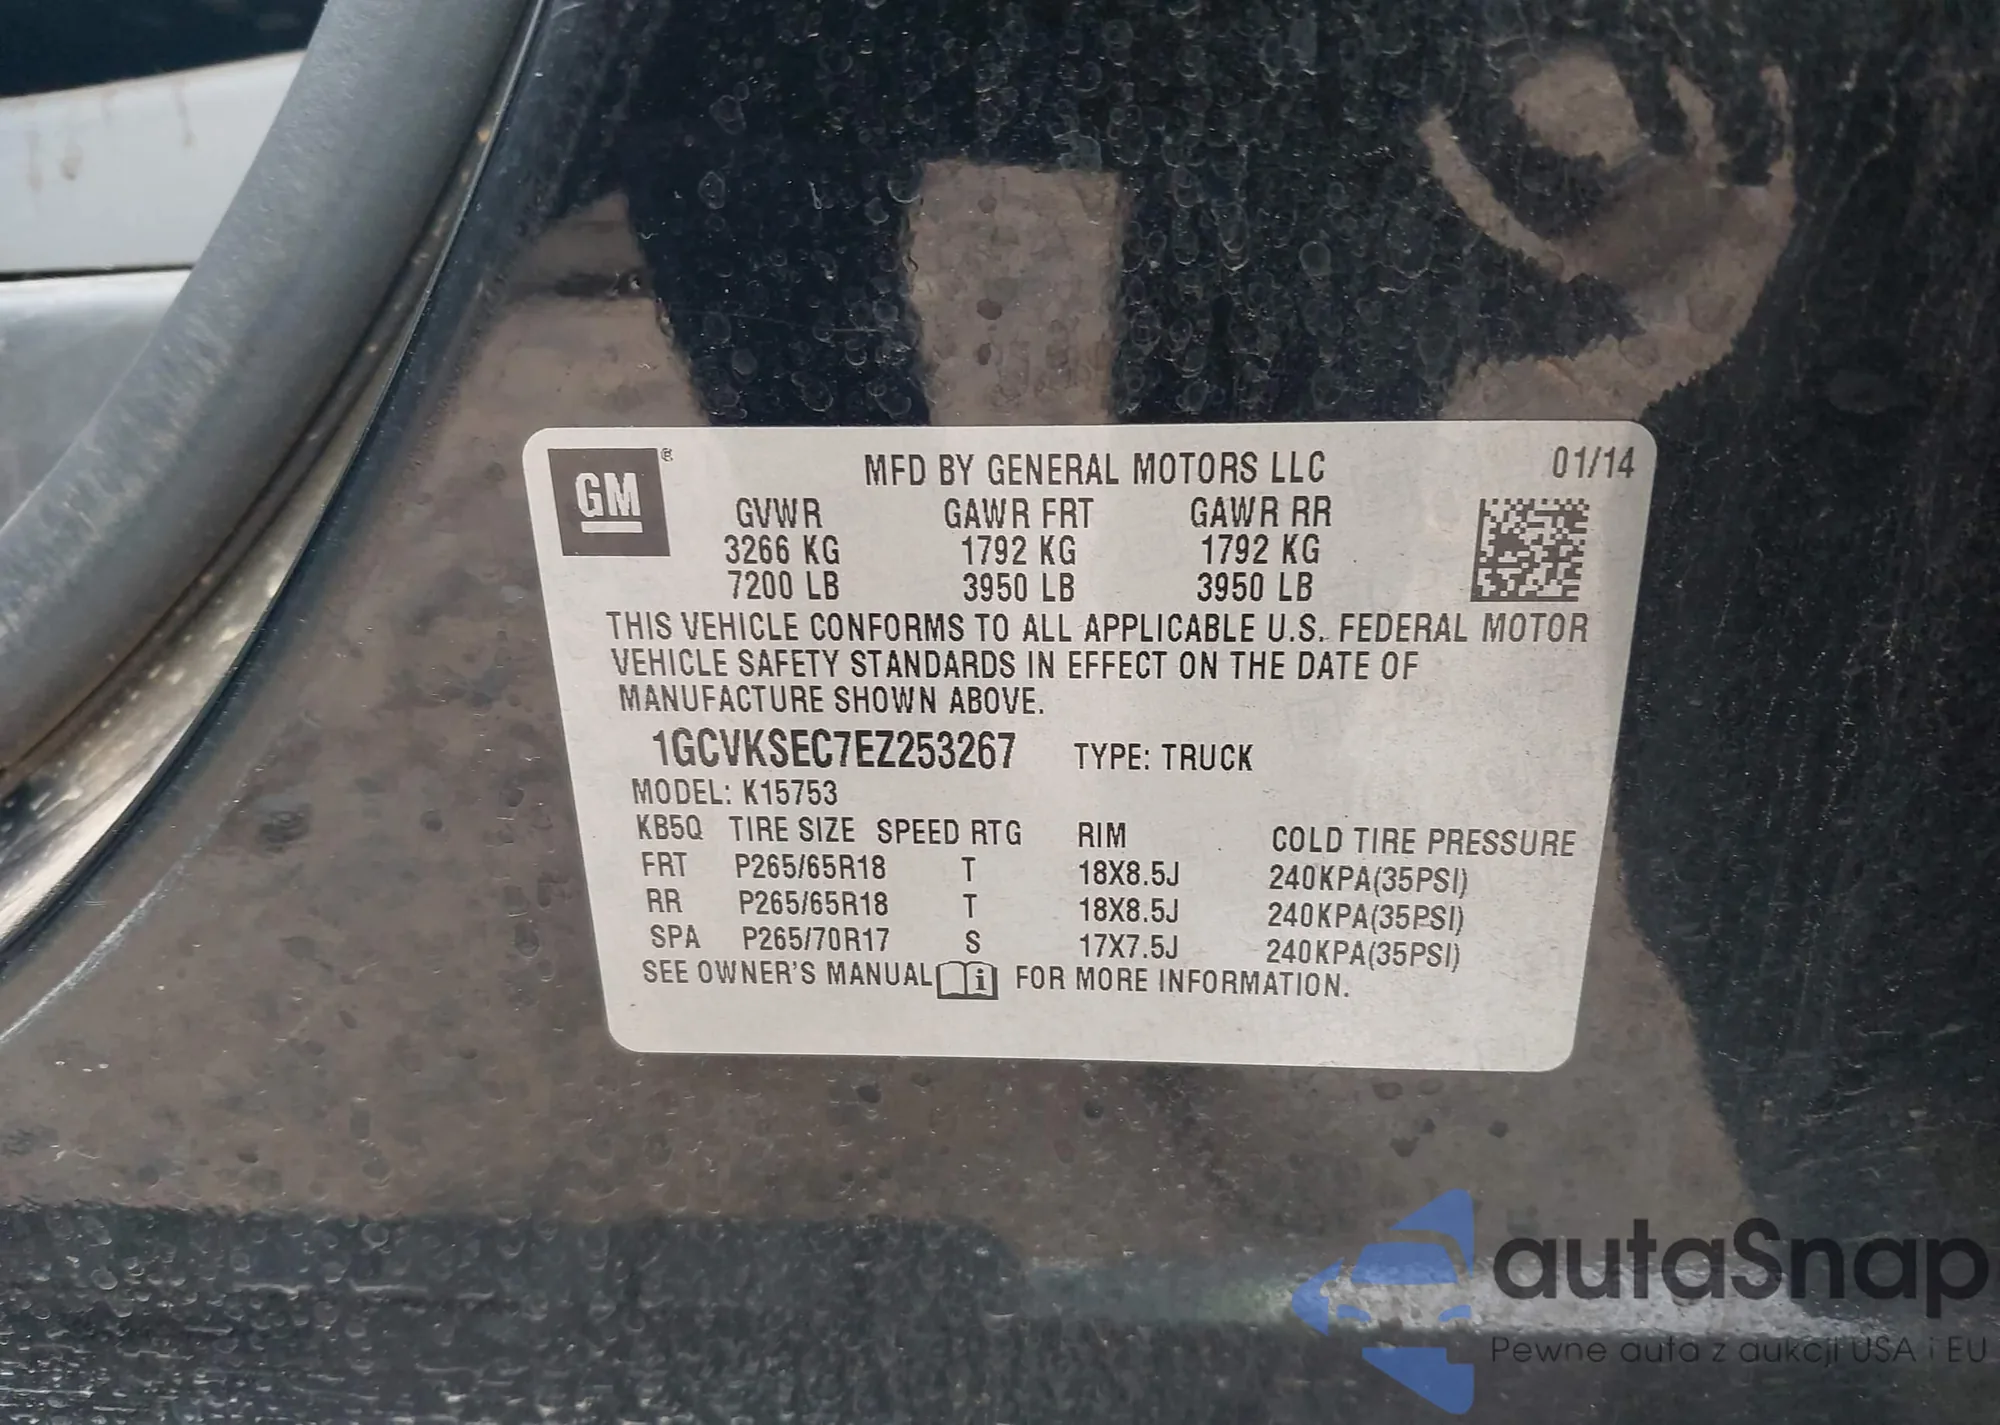 GM ®
MFD BY GENERAL MOTORS LLC 01/14
GVWR GAWR FRT GAWR RR
3266 KG 1792 KG 1792 KG
7200 LB 3950 LB 3950 LB
THIS VEHICLE CONFORMS TO ALL APPLICABLE U.S. FEDERAL MOTOR
VEHICLE SAFETY STANDARDS IN EFFECT ON THE DATE OF
MANUFACTURE SHOWN ABOVE.
1GCVKSEC7EZ253267 TYPE: TRUCK
MODEL: K15753
KB5Q TIRE SIZE SPEED RTG RIM COLD TIRE PRESSURE
FRT P265/65R18 T 18X8.5J 240KPA(35PSI)
RR P265/65R18 T 18X8.5J 240KPA(35PSI)
SPA P265/70R17 S 17X7.5J 240KPA(35PSI)
SEE OWNER'S MANUAL i FOR MORE INFORMATION.
autaSnap
Pewne auta z aukcji USA i EU